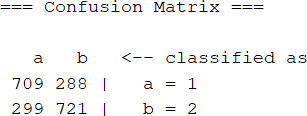 === Confusion Matrix ===
a b <-- classified as
709 288 | a = 1
299 721 | b = 2